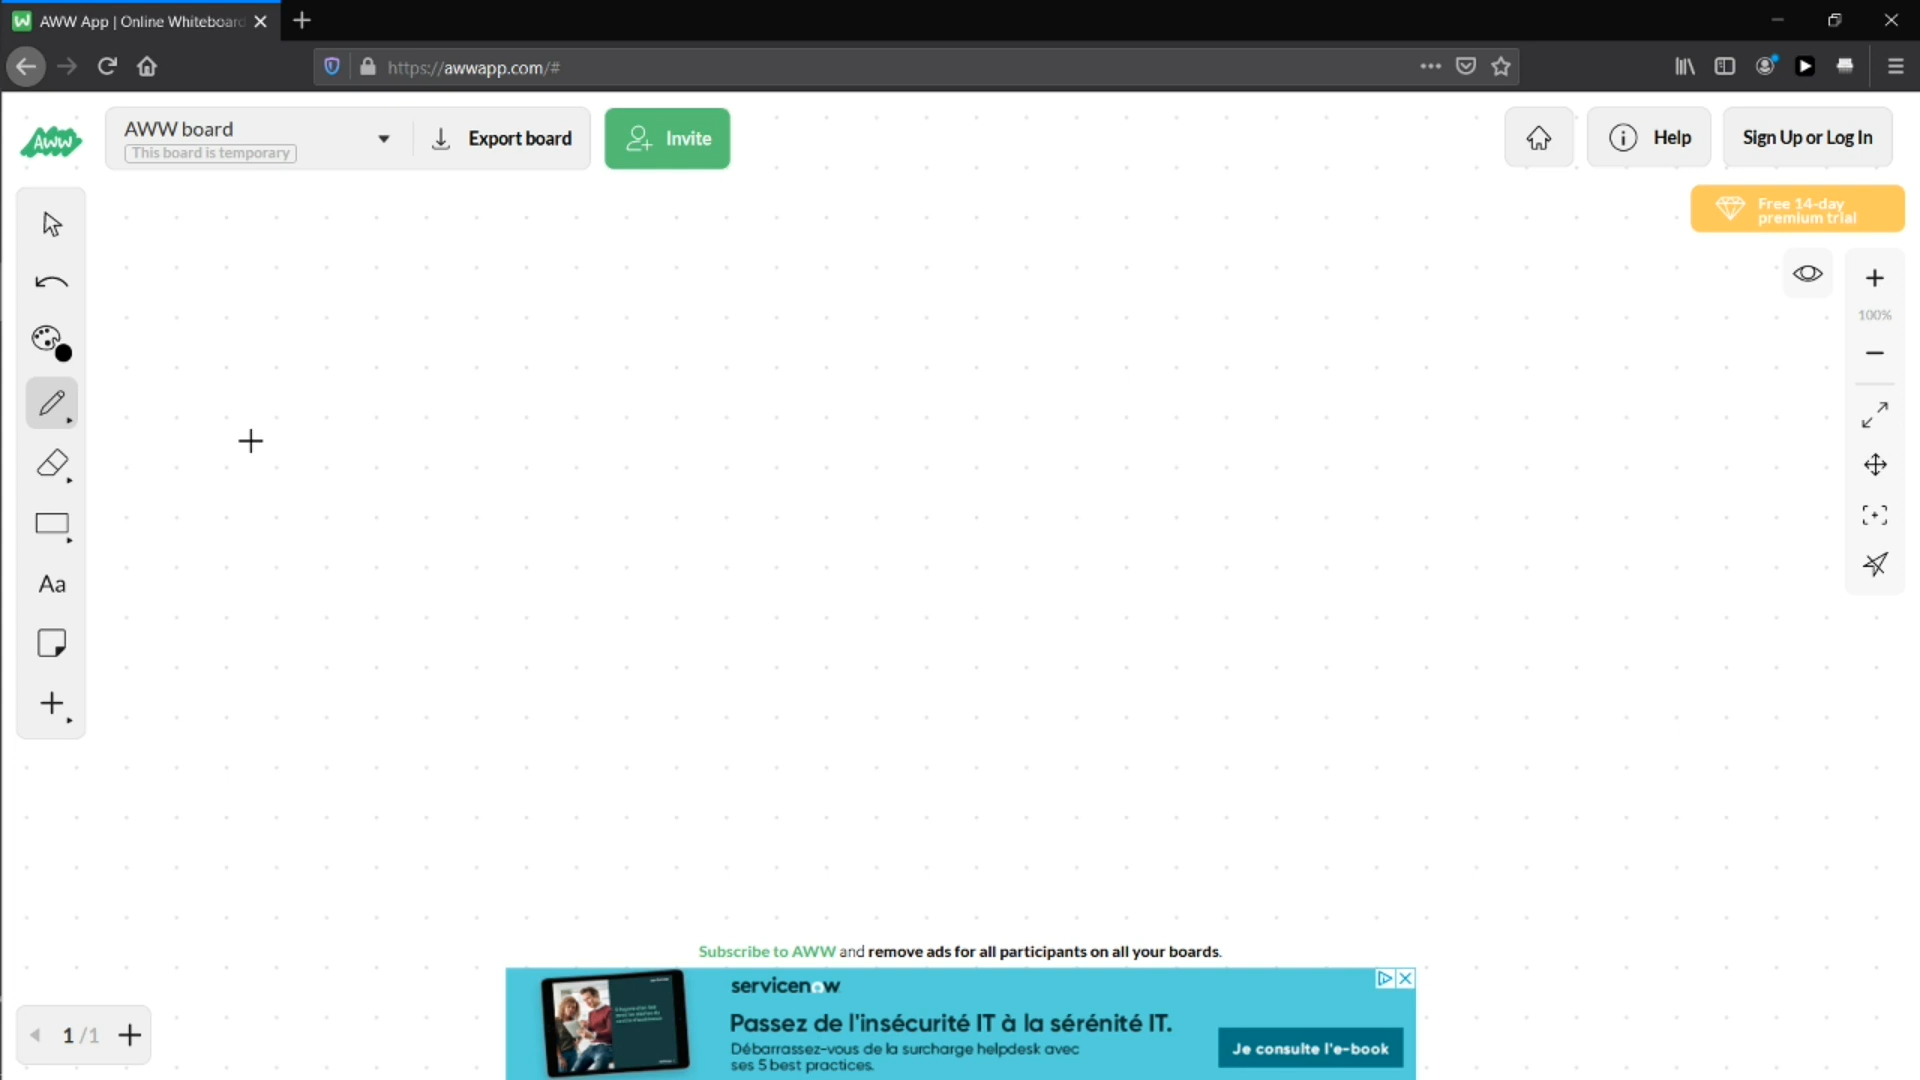 AWW App | Online Whiteboard
https://awwapp.com/#
AWW
AWW board
This board is temporary
Export board
Invite
Help
Sign Up or Log In
Free 14-day
premium trial
100%
Aa
Subscribe to AWW and remove ads for all participants on all your boards.
servicenow
Passez de l'insécurité IT à la sérénité IT.
Débarrassez-vous de la surcharge helpdesk avec
ses 5 best practices.
Je consulte l'e-book
1 /1